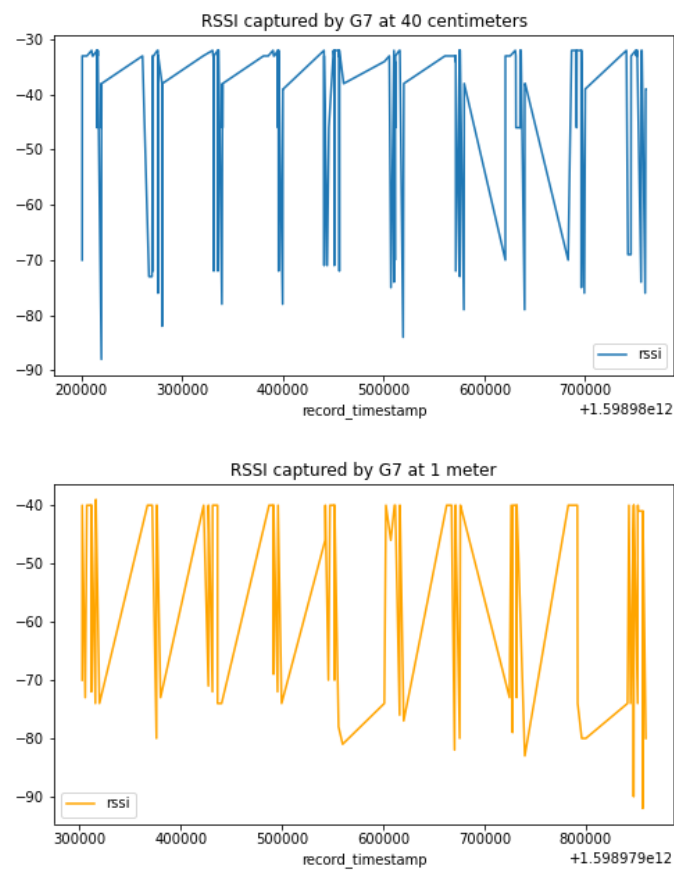 RSSI captured by G7 at 40 centimeters
−30
−40
−50
−60
−70
−80
−90
rssi
200000 300000 400000 500000 600000 700000
record_timestamp
+1.59898e12
RSSI captured by G7 at 1 meter
−40
−50
−60
−70
−80
−90
rssi
300000 400000 500000 600000 700000 800000
record_timestamp
+1.598979e12